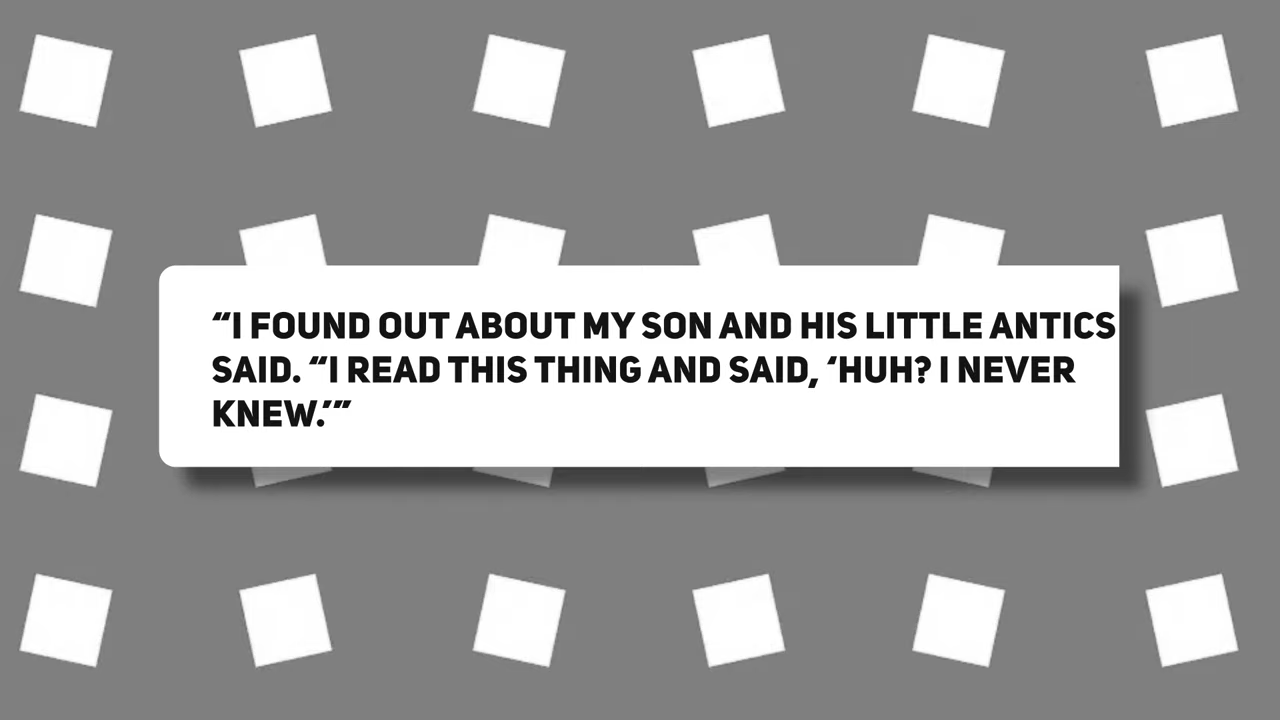 “I FOUND OUT ABOUT MY SON AND HIS LITTLE ANTICS
SAID. “I READ THIS THING AND SAID, ‘HUH? I NEVER
KNEW.’”